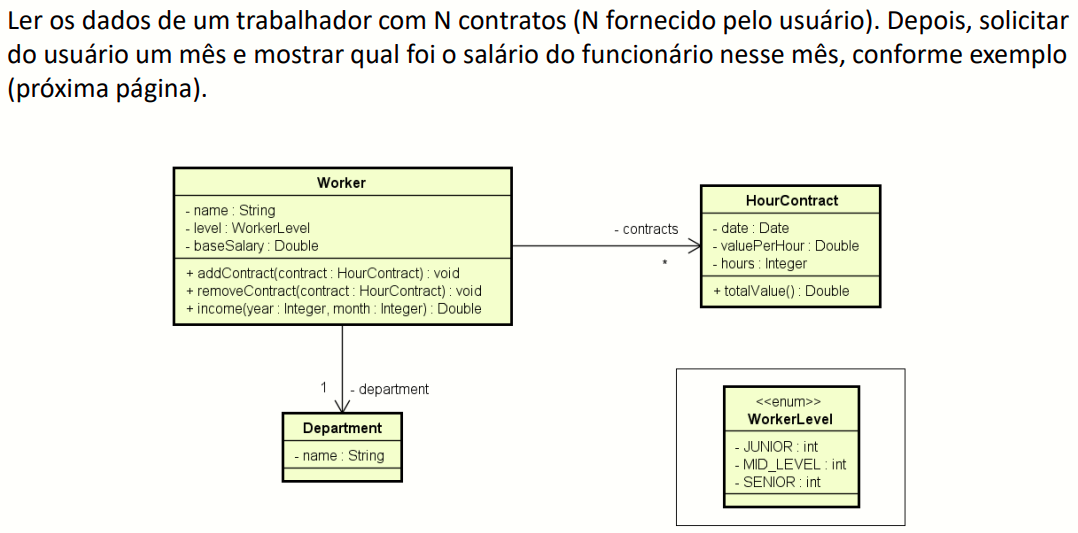 Ler os dados de um trabalhador com N contratos (N fornecido pelo usuário). Depois, solicitar
do usuário um mês e mostrar qual foi o salário do funcionário nesse mês, conforme exemplo
(próxima página).
Worker
- name : String
- level : WorkerLevel
- baseSalary : Double
+ addContract(contract : HourContract) : void
+ removeContract(contract : HourContract) : void
+ income(year : Integer, month : Integer) : Double
- contracts
*
HourContract
- date : Date
- valuePerHour : Double
- hours : Integer
+ totalValue() : Double
1
- department
Department
- name : String
<<enum>>
WorkerLevel
- JUNIOR : int
- MID_LEVEL : int
- SENIOR : int